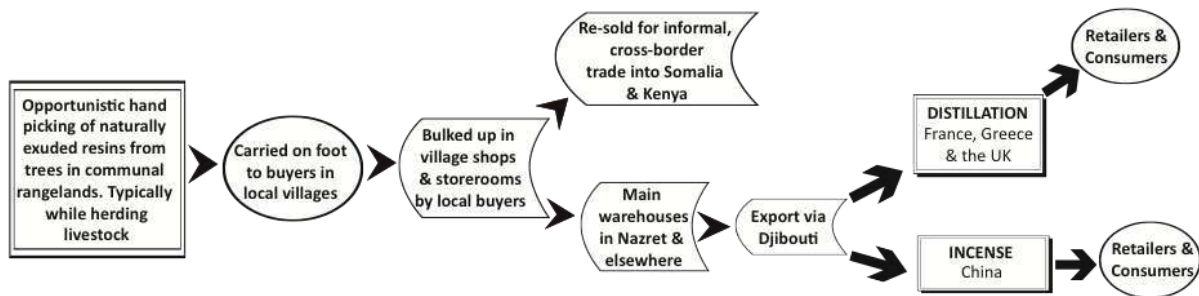 Opportunistic hand
picking of naturally
exuded resins from
trees in communal
rangelands. Typically
while herding
livestock
Carried on foot
to buyers in
local villages
Bulked up in
village shops
& storerooms
by local buyers
Re-sold for informal,
cross-border
trade into Somalia
& Kenya
Main
warehouses
in Nazret &
elsewhere
Export via
Djibouti
DISTILLATION
France, Greece
& the UK
Retailers &
Consumers
INCENSE
China
Retailers &
Consumers